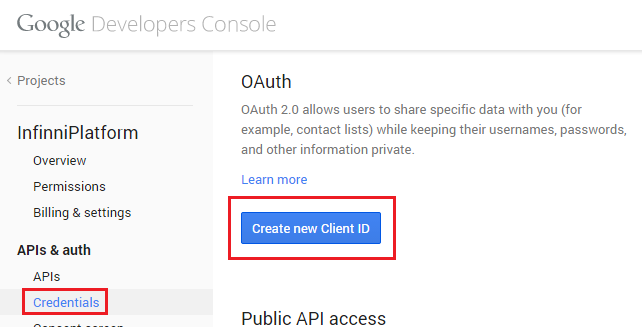 Google Developers Console
< Projects
InfinniPlatform
Overview
Permissions
Billing & settings
APIs & auth
APIs
Credentials
Consent screen
OAuth
OAuth 2.0 allows users to share specific data with you (for
example, contact lists) while keeping their usernames, passwords,
and other information private.
Learn more
Create new Client ID
Public API access